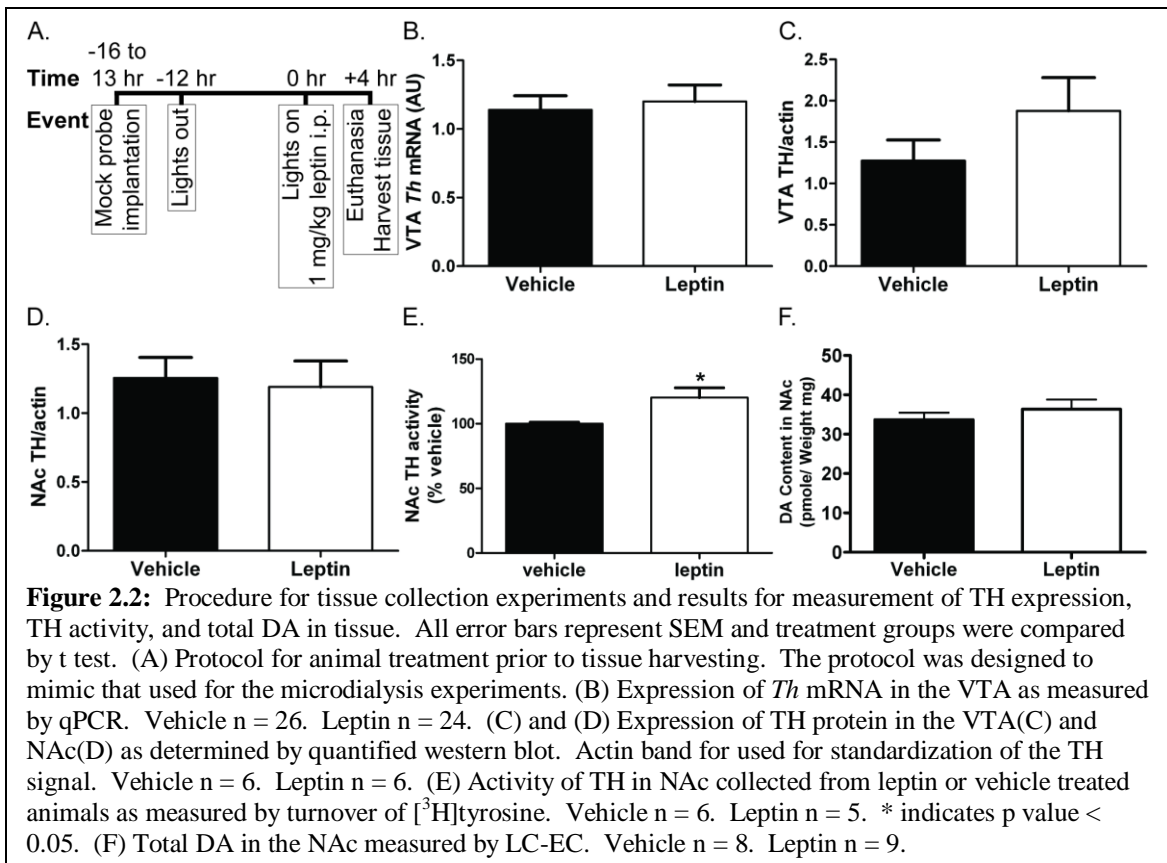 A.
-16 to
Time 13 hr -12 hr 0 hr +4 hr
Event
Mock probe
implantation
Lights out
Lights on
1 mg/kg leptin i.p.
Euthanasia
Harvest tissue
B.
VTA Th mRNA (AU)
1.5
1.0
0.5
0.0
Vehicle Leptin
C.
VTA TH/actin
2.5
2.0
1.5
1.0
0.5
0.0
Vehicle Leptin
D.
NAc TH/actin
1.5
1.0
0.5
0.0
Vehicle Leptin
E.
NAc TH activity
(% vehicle)
150
100
50
0
*
vehicle leptin
F.
DA Content in NAc
(pmole/ Weight mg)
50
40
30
20
10
0
Vehicle Leptin
Figure 2.2: Procedure for tissue collection experiments and results for measurement of TH expression,
TH activity, and total DA in tissue. All error bars represent SEM and treatment groups were compared
by t test. (A) Protocol for animal treatment prior to tissue harvesting. The protocol was designed to
mimic that used for the microdialysis experiments. (B) Expression of Th mRNA in the VTA as measured
by qPCR. Vehicle n = 26. Leptin n = 24. (C) and (D) Expression of TH protein in the VTA(C) and
NAc(D) as determined by quantified western blot. Actin band for used for standardization of the TH
signal. Vehicle n = 6. Leptin n = 6. (E) Activity of TH in NAc collected from leptin or vehicle treated
animals as measured by turnover of [³H]tyrosine. Vehicle n = 6. Leptin n = 5. * indicates p value <
0.05. (F) Total DA in the NAc measured by LC-EC. Vehicle n = 8. Leptin n = 9.